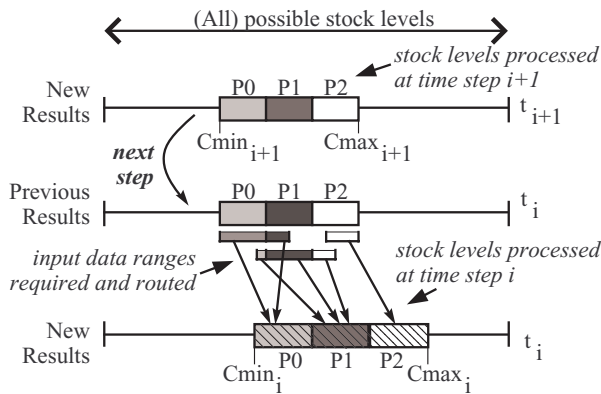 (All) possible stock levels
stock levels processed
at time step i+1
New
Results
P0 P1 P2
t i+1
Cmin i+1
Cmax i+1
next
step
Previous
Results
P0 P1 P2
t i
input data ranges
required and routed
stock levels processed
at time step i
New
Results
P0 P1 P2
t i
Cmin i
Cmax i